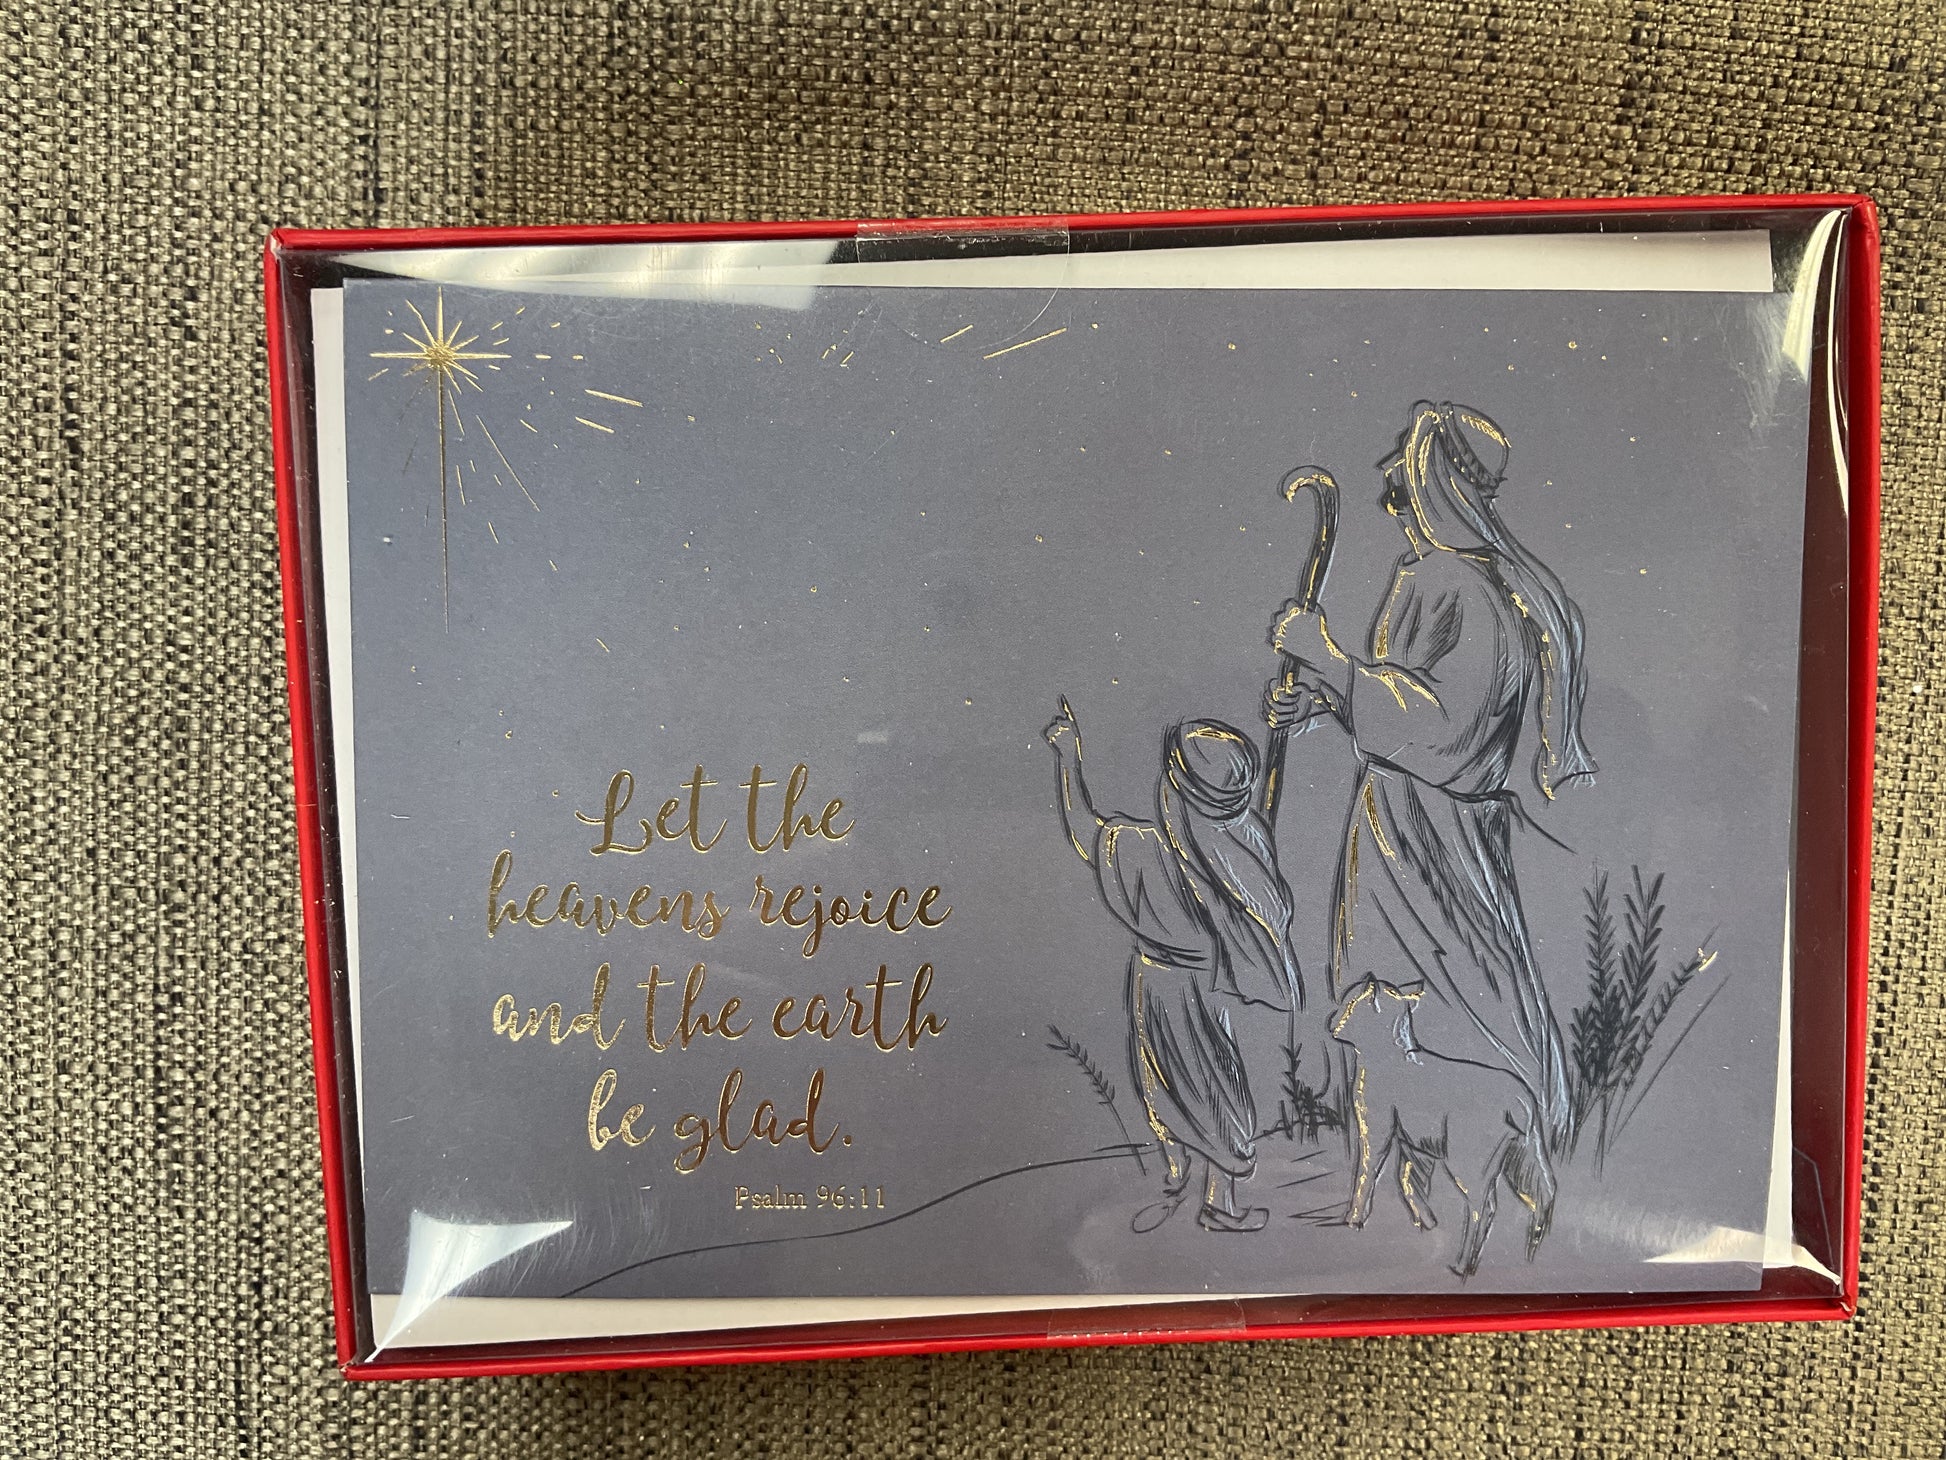 Let the
heavens rejoice
and the earth
be glad.
Psalm 96:11